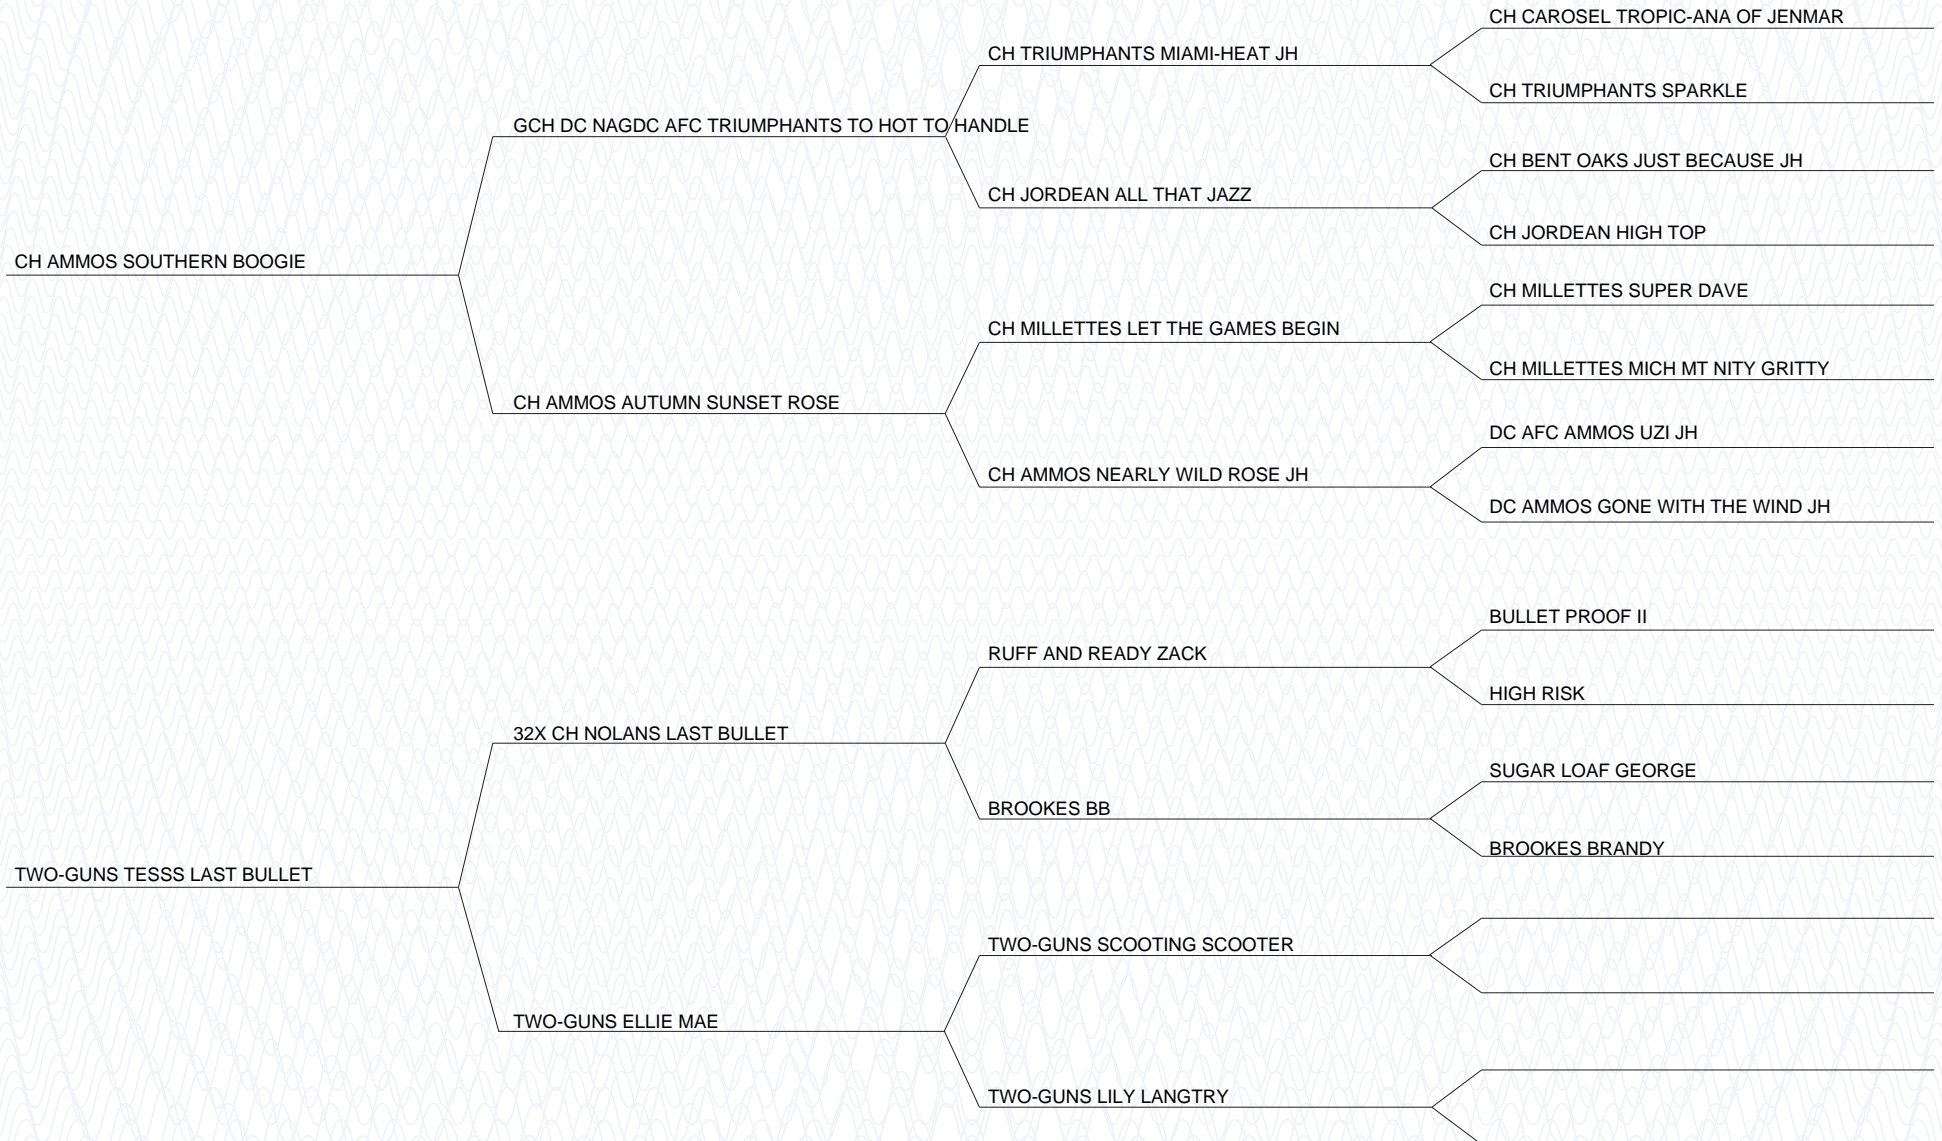 CH CAROSEL TROPIC-ANA OF JENMAR
CH TRIUMPHANTS MIAMI-HEAT JH
CH TRIUMPHANTS SPARKLE
GCH DC NAGDC AFC TRIUMPHANTS TO HOT TO HANDLE
CH BENT OAKS JUST BECAUSE JH
CH JORDEAN ALL THAT JAZZ
CH JORDEAN HIGH TOP
CH AMMOS SOUTHERN BOOGIE
CH MILLETTES SUPER DAVE
CH MILLETTES LET THE GAMES BEGIN
CH MILLETTES MICH MT NITY GRITTY
CH AMMOS AUTUMN SUNSET ROSE
DC AFC AMMOS UZI JH
CH AMMOS NEARLY WILD ROSE JH
DC AMMOS GONE WITH THE WIND JH
BULLET PROOF II
RUFF AND READY ZACK
HIGH RISK
32X CH NOLANS LAST BULLET
SUGAR LOAF GEORGE
BROOKES BB
BROOKES BRANDY
TWO-GUNS TESSS LAST BULLET
TWO-GUNS SCOOTING SCOOTER
TWO-GUNS ELLIE MAE
TWO-GUNS LILY LANGTRY